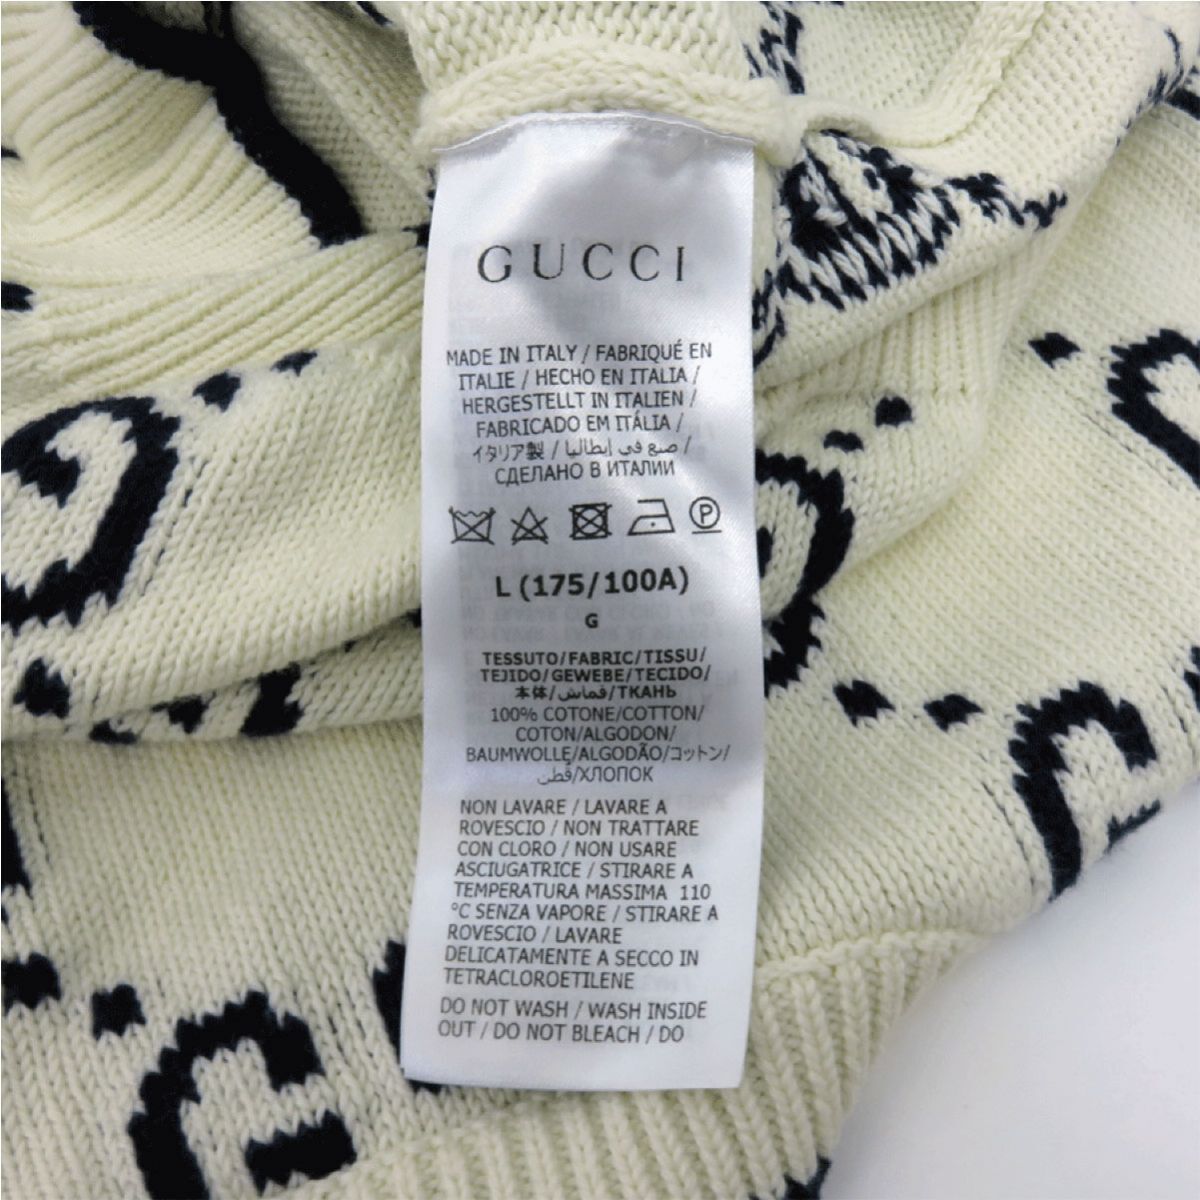 GUCCI
MADE IN ITALY / FABRIQUÉ EN
ITALIE / HECHO EN ITALIA /
HERGESTELLT IN ITALIEN /
FABRICADO EM ITÁLIA /
イタリア製 / صنع في إيطاليا /
СДЕЛАНО В ИТАЛИИ
P
L (175/100A)
G
TESSUTO/FABRIC/TISSU/
TEJIDO/GEWEBE/TECIDO/
本体/قماش/ТКАНЬ
100% COTONE/COTTON/
COTON/ALGODON/
BAUMWOLLE/ALGODÃO/コットン/
قطن/ХЛОПОК
NON LAVARE / LAVARE A
ROVESCIO / NON TRATTARE
CON CLORO / NON USARE
ASCIUGATRICE / STIRARE A
TEMPERATURA MASSIMA 110
°C SENZA VAPORE / STIRARE A
ROVESCIO / LAVARE
DELICATAMENTE A SECCO IN
TETRACLOROETILENE
DO NOT WASH / WASH INSIDE
OUT / DO NOT BLEACH / DO